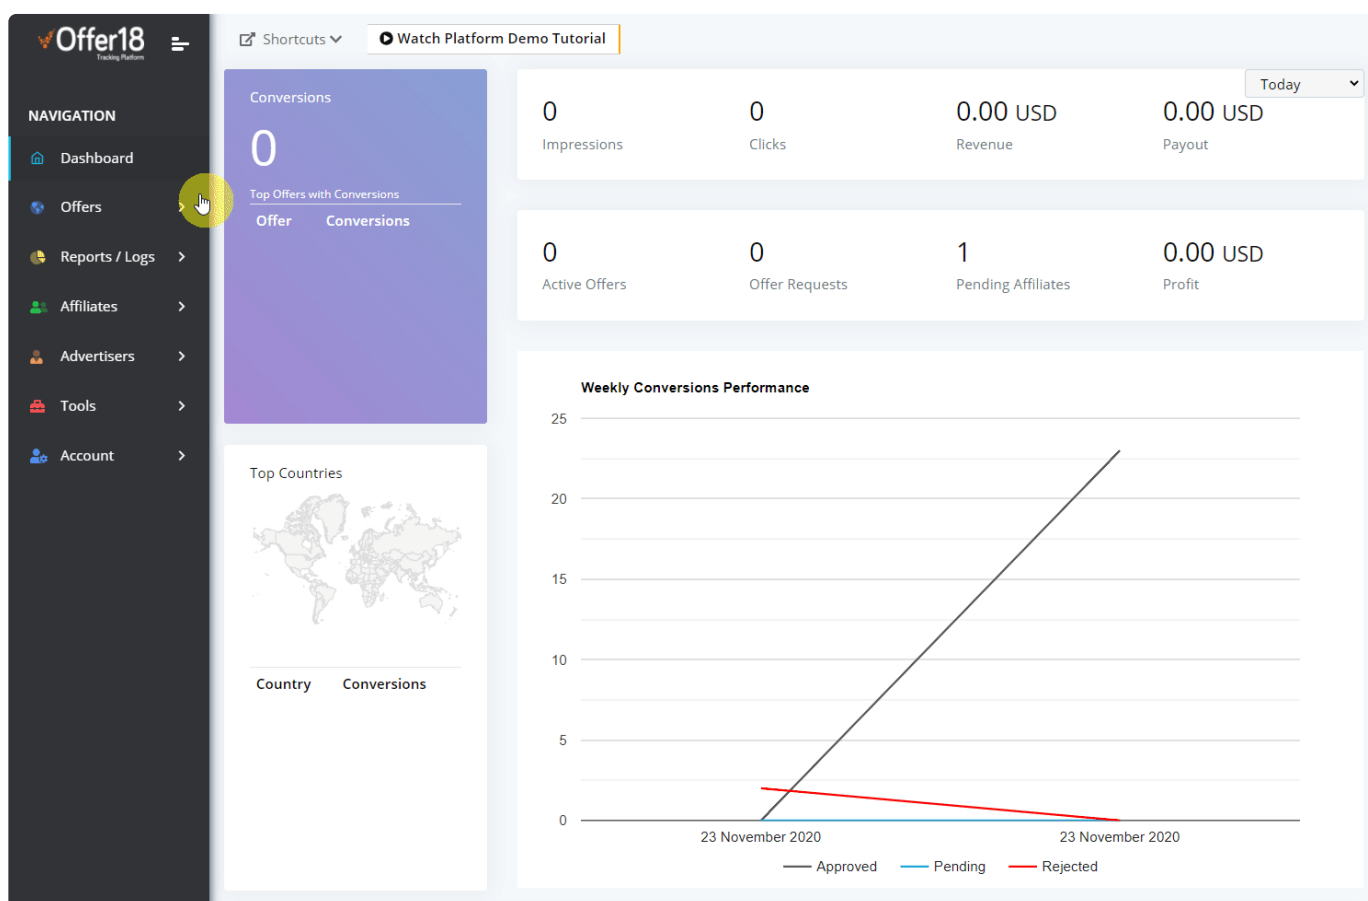 Offer18
Tracking Platform
Shortcuts
Watch Platform Demo Tutorial
NAVIGATION
Dashboard
Offers
Reports / Logs
Affiliates
Advertisers
Tools
Account
Conversions
0
Top Offers with Conversions
Offer Conversions
Today
0 0 0.00 USD 0.00 USD
Impressions Clicks Revenue Payout
0 0 1 0.00 USD
Active Offers Offer Requests Pending Affiliates Profit
Top Countries
Country Conversions
Weekly Conversions Performance
25
20
15
10
5
0
23 November 2020 23 November 2020
Approved Pending Rejected